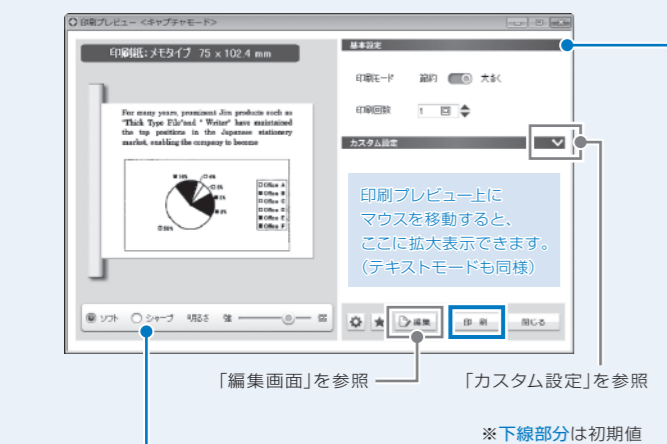 印刷プレビュー <キャプチャモード>
印刷紙:メモタイプ 75 × 102.4 mm
基本設定
印刷モード 節約 大きく
印刷回数 1 回
For many years, prominent Jim products such as
"Thick Type File"and " Writer" have maintained
the top positions in the Japanese stationery
market, enabling the company to become
カスタム設定
Office A
Office B
Office C
Office D
Office E
Office F
印刷プレビュー上に
マウスを移動すると、
ここに拡大表示できます。
(テキストモードも同様)
ソフト シャープ 明るさ
編集 印 刷 閉じる
「編集画面」を参照
「カスタム設定」を参照
※下線部分は初期値